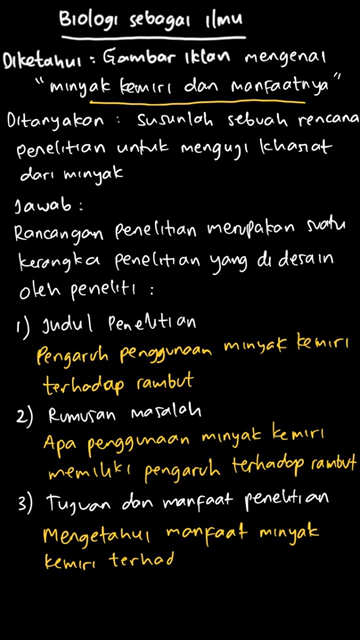 Biologi sebagai ilmu
Diketahui : Gambar iklan mengenai
"minyak kemiri dan manfaatnya"
Ditanyakan : susunlah sebuah rencana
penelitian untuk menguji khasiat
dari minyak
Jawab :
Rancangan penelitian merupakan suatu
kerangka penelitian yang di desain
oleh peneliti :
1) Judul Penelitian
Pengaruh penggunaan minyak kemiri
terhadap rambut
2) Rumusan masalah
Apa penggunaan minyak kemiri
memiliki pengaruh terhadap rambut
3) Tujuan dan manfaat penelitian
Mengetahui manfaat minyak
kemiri terhad